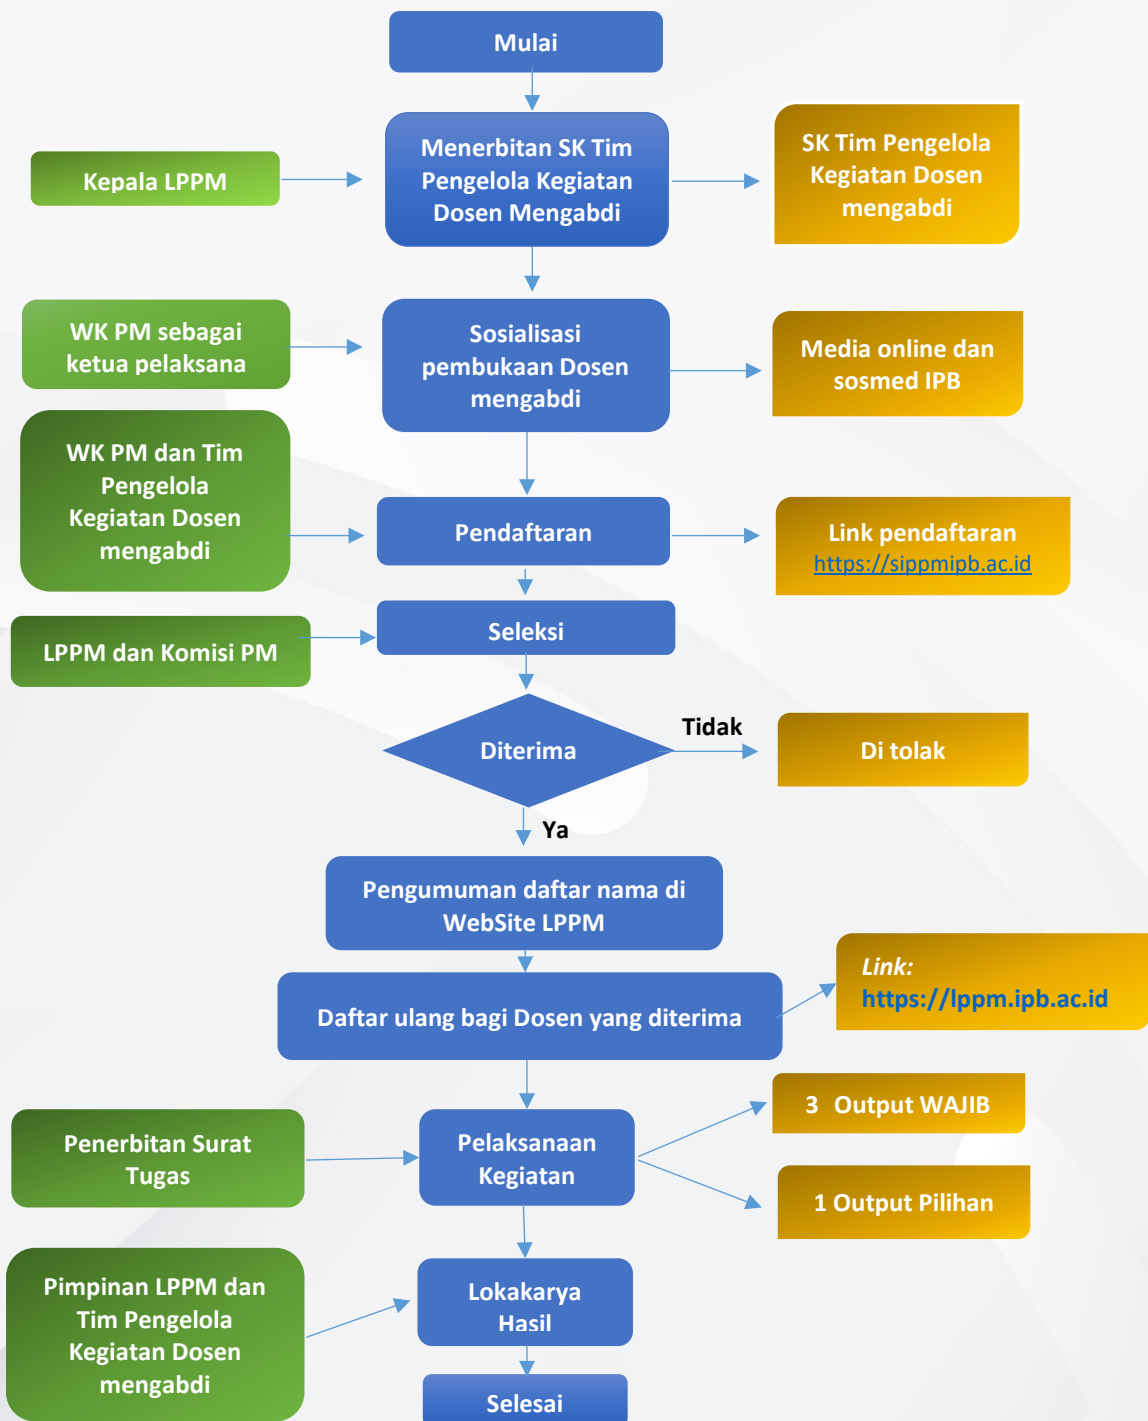 Mulai
Kepala LPPM
Menerbitan SK Tim
Pengelola Kegiatan
Dosen Mengabdi
SK Tim Pengelola
Kegiatan Dosen
mengabdi
WK PM sebagai
ketua pelaksana
Sosialisasi
pembukaan Dosen
mengabdi
Media online dan
sosmed IPB
WK PM dan Tim
Pengelola
Kegiatan Dosen
mengabdi
Pendaftaran
Link pendaftaran
https://sippmipb.ac.id
LPPM dan Komisi PM
Seleksi
Diterima
Tidak
Di tolak
Ya
Pengumuman daftar nama di
WebSite LPPM
Daftar ulang bagi Dosen yang diterima
Link:
https://lppm.ipb.ac.id
Penerbitan Surat
Tugas
Pelaksanaan
Kegiatan
3 Output WAJIB
1 Output Pilihan
Pimpinan LPPM dan
Tim Pengelola
Kegiatan Dosen
mengabdi
Lokakarya
Hasil
Selesai